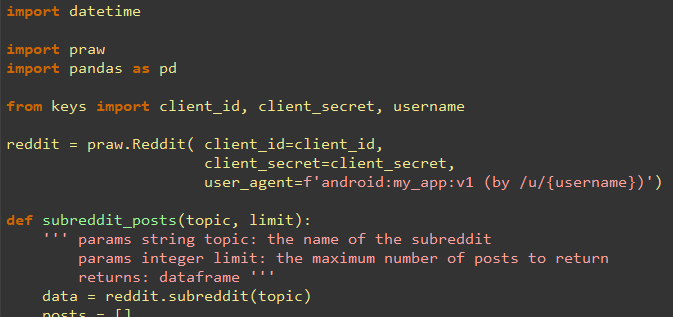 import datetime
import praw
import pandas as pd
from keys import client_id, client_secret, username
reddit = praw.Reddit( client_id=client_id,
client_secret=client_secret,
user_agent=f'android:my_app:v1 (by /u/{username})')
def subreddit_posts(topic, limit):
''' params string topic: the name of the subreddit
params integer limit: the maximum number of posts to return
returns: dataframe '''
data = reddit.subreddit(topic)
posts = []